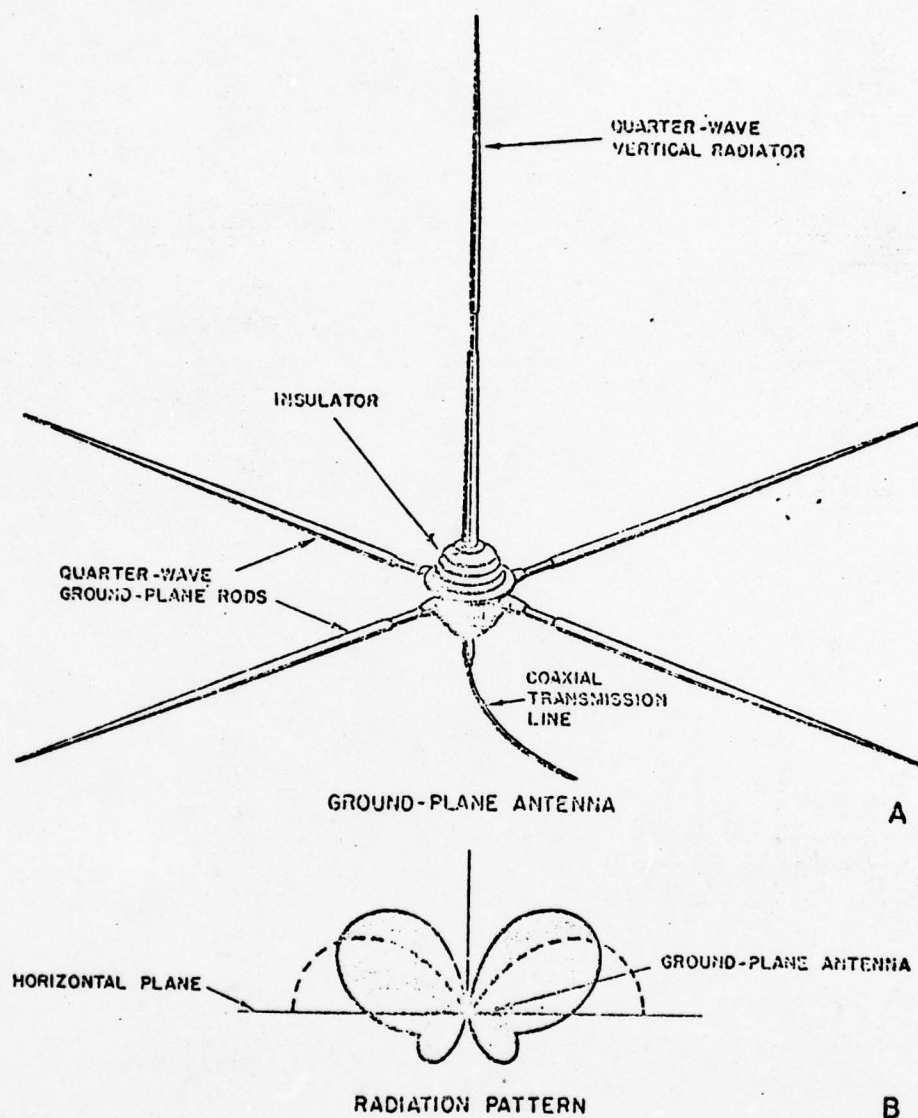 QUARTER-WAVE
VERTICAL RADIATOR
INSULATOR
QUARTER-WAVE
GROUND-PLANE RODS
COAXIAL
TRANSMISSION
LINE
GROUND-PLANE ANTENNA
A
HORIZONTAL PLANE
GROUND-PLANE ANTENNA
RADIATION PATTERN
B